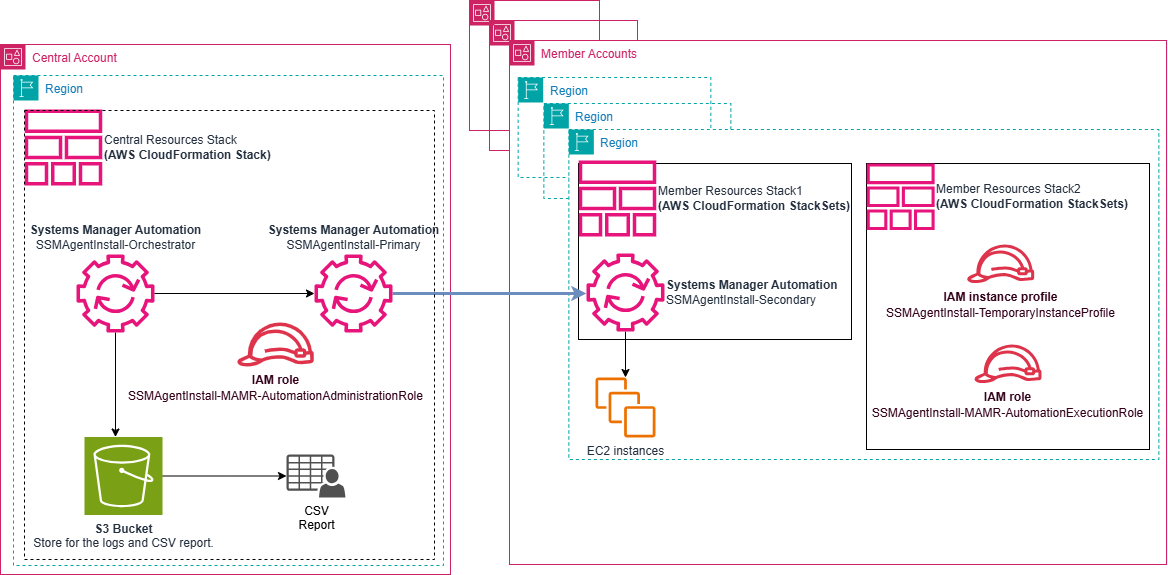 Central Account
Region
Central Resources Stack
(AWS CloudFormation Stack)
Systems Manager Automation
SSMAgentInstall-Orchestrator
Systems Manager Automation
SSMAgentInstall-Primary
IAM role
SSMAgentInstall-MAMR-AutomationAdministrationRole
S3 Bucket
Store for the logs and CSV report.
CSV
Report
Member Accounts
Region
Region
Region
Member Resources Stack1
(AWS CloudFormation StackSets)
Systems Manager Automation
SSMAgentInstall-Secondary
EC2 instances
Member Resources Stack2
(AWS CloudFormation StackSets)
IAM instance profile
SSMAgentInstall-TemporaryInstanceProfile
IAM role
SSMAgentInstall-MAMR-AutomationExecutionRole